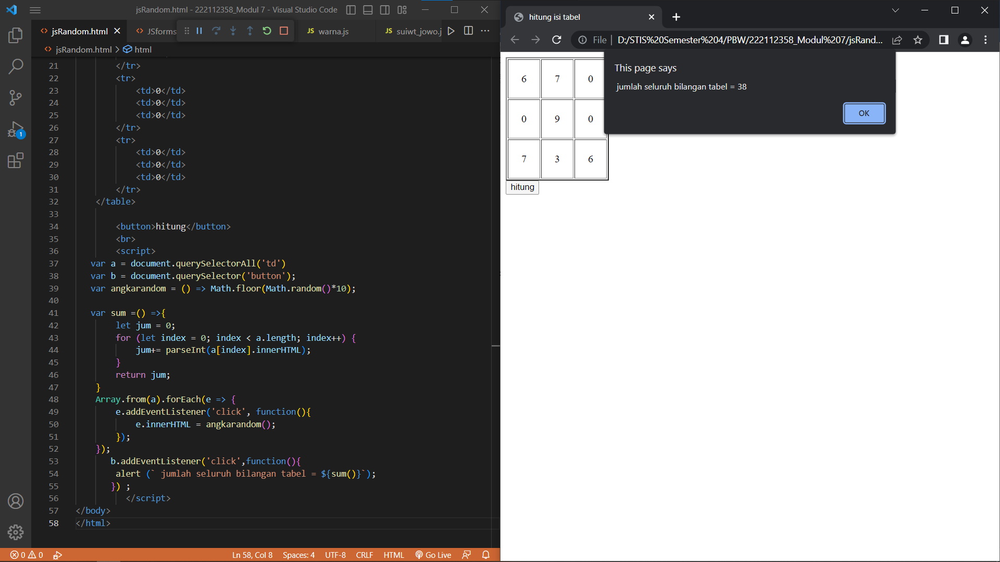 jsRandom.html - 222112358_Modul 7 - Visual Studio Code
jsRandom.html
JSforms
JS warna.js
JS suiwt_jowo.j
jsRandom.html > html
21 </tr>
22 <tr>
23 <td>0</td>
24 <td>0</td>
25 <td>0</td>
26 </tr>
27 <tr>
28 <td>0</td>
29 <td>0</td>
30 <td>0</td>
31 </tr>
32 </table>
33
34 <button>hitung</button>
35 <br>
36 <script>
37 var a = document.querySelectorAll('td')
38 var b = document.querySelector('button');
39 var angkarandom = () => Math.floor(Math.random()*10);
40
41 var sum =() =>{
42 let jum = 0;
43 for (let index = 0; index < a.length; index++) {
44 jum+= parseInt(a[index].innerHTML);
45 }
46 return jum;
47 }
48 Array.from(a).forEach(e => {
49 e.addEventListener('click', function(){
50 e.innerHTML = angkarandom();
51 });
52 });
53 b.addEventListener('click',function(){
54 alert (` jumlah seluruh bilangan tabel = ${sum()}`);
55 }) ;
56 </script>
57 </body>
58 </html>
1
0 0
Ln 58, Col 8 Spaces: 4 UTF-8 CRLF HTML Go Live
hitung isi tabel
File | D:/STIS%20Semester%204/PBW/222112358_Modul%207/jsRand...
This page says
jumlah seluruh bilangan tabel = 38
OK
6 7 0
0 9 0
7 3 6
hitung